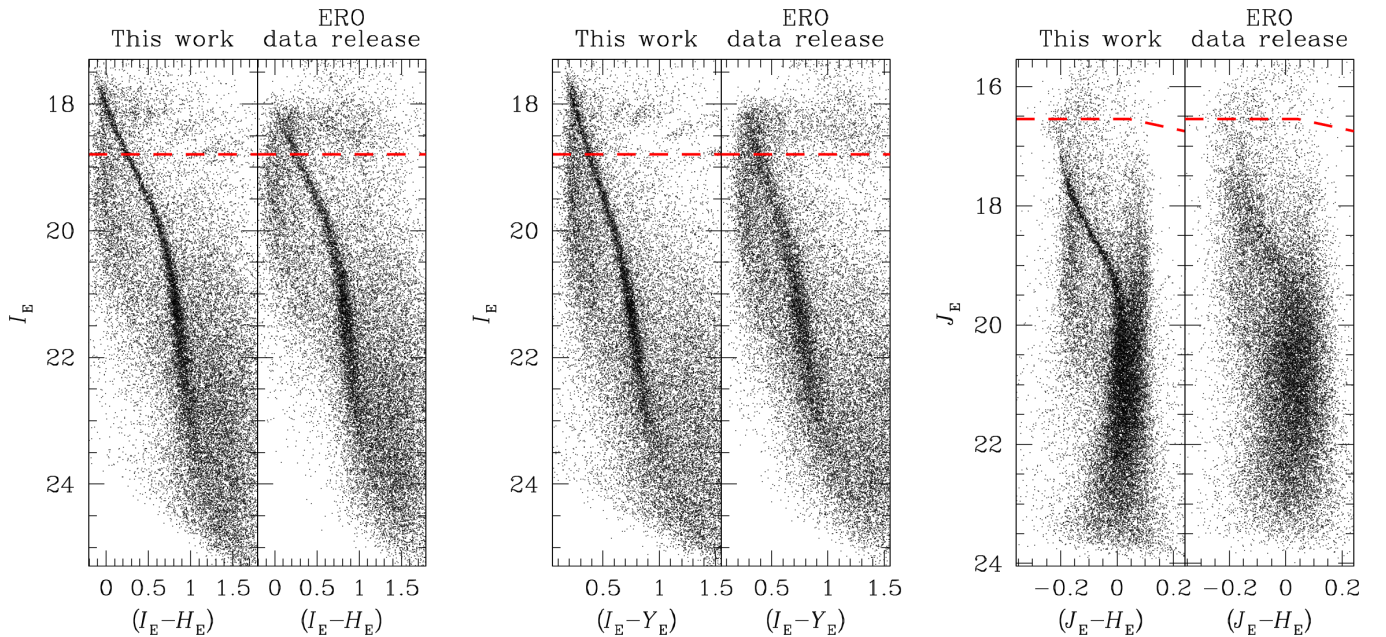 This work
ERO
data release
This work
ERO
data release
This work
ERO
data release
18
20
22
24
I_E
0 0.5 1 1.5
0 0.5 1 1.5
(I_E−H_E)
(I_E−H_E)
18
20
22
24
I_E
0.5 1 1.5
0.5 1 1.5
(I_E−Y_E)
(I_E−Y_E)
16
18
20
22
24
J_E
−0.2 0 0.2
−0.2 0 0.2
(J_E−H_E)
(J_E−H_E)